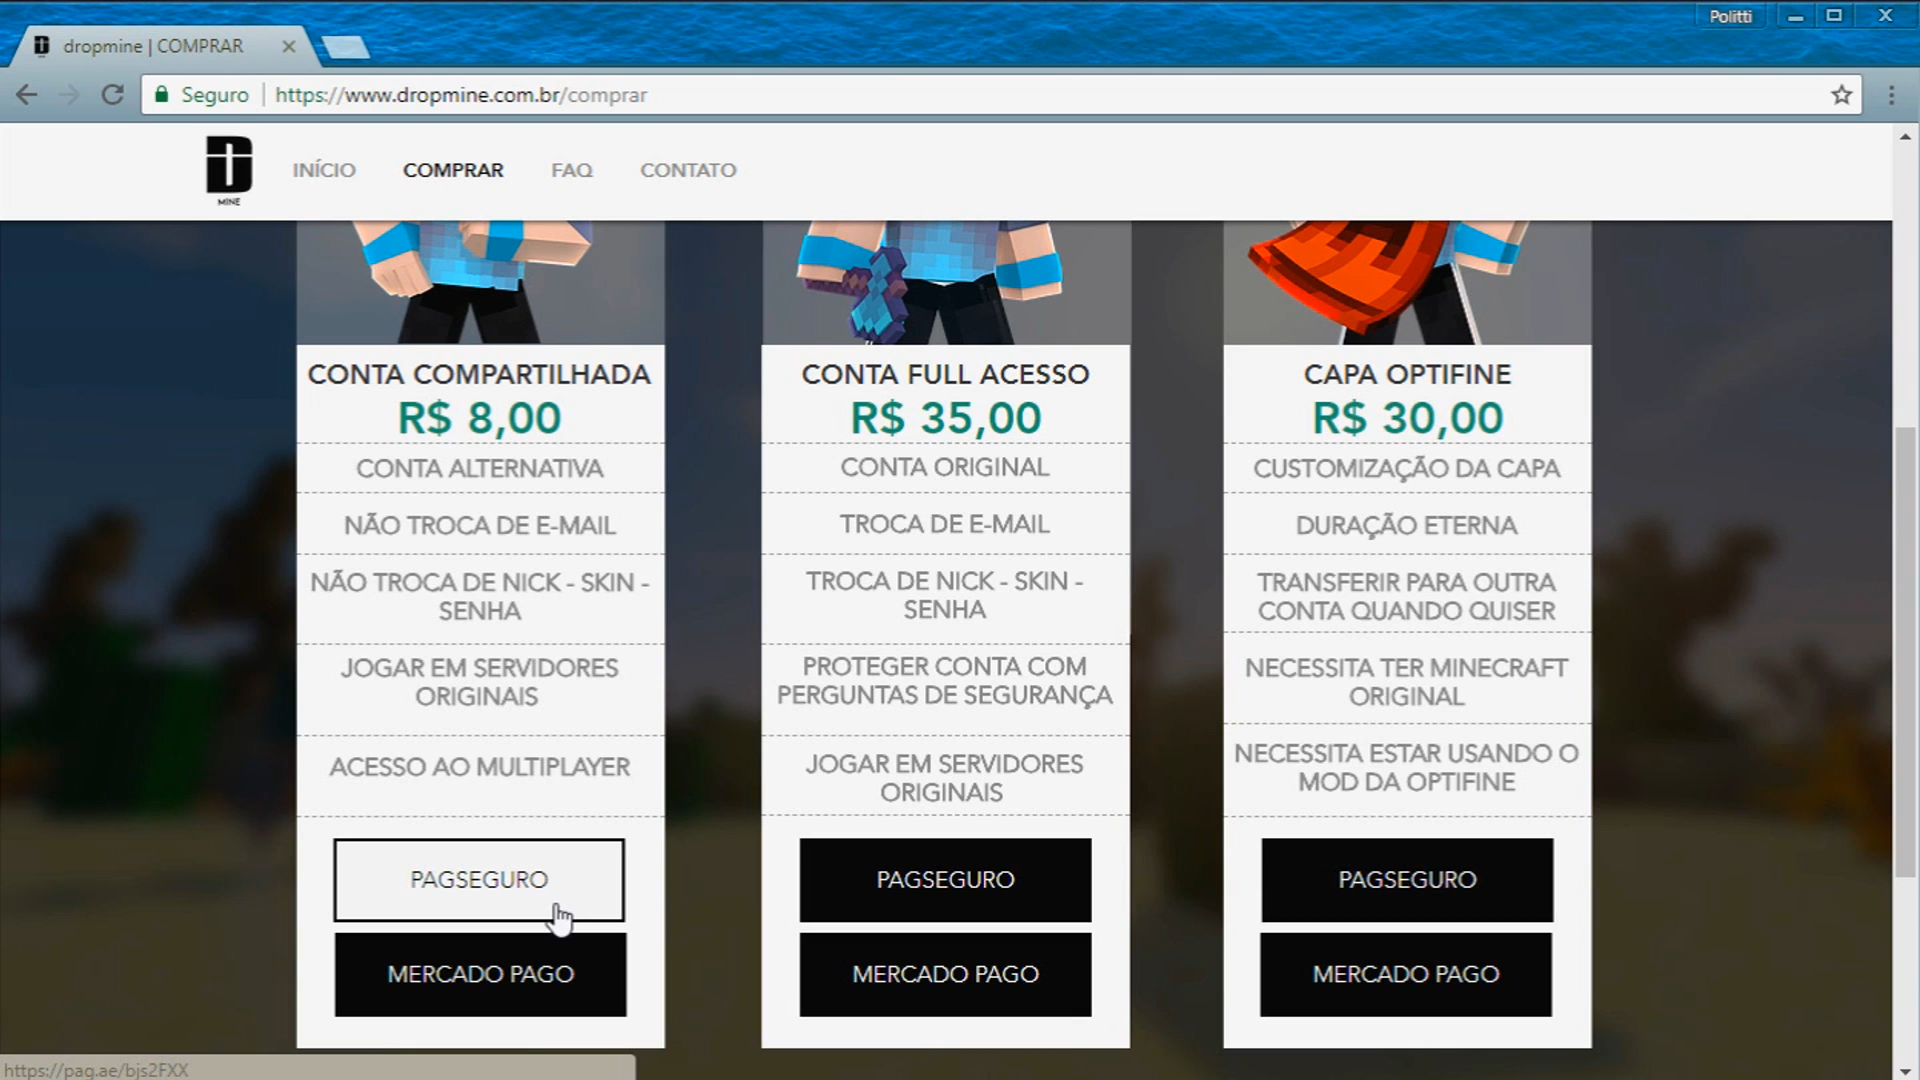 Politti
dropmine | COMPRAR
Seguro https://www.dropmine.com.br/comprar
MINE
INÍCIO COMPRAR FAQ CONTATO
CONTA COMPARTILHADA
R$ 8,00
CONTA ALTERNATIVA
NÃO TROCA DE E-MAIL
NÃO TROCA DE NICK - SKIN -
SENHA
JOGAR EM SERVIDORES
ORIGINAIS
ACESSO AO MULTIPLAYER
PAGSEGURO
MERCADO PAGO
CONTA FULL ACESSO
R$ 35,00
CONTA ORIGINAL
TROCA DE E-MAIL
TROCA DE NICK - SKIN -
SENHA
PROTEGER CONTA COM
PERGUNTAS DE SEGURANÇA
JOGAR EM SERVIDORES
ORIGINAIS
PAGSEGURO
MERCADO PAGO
CAPA OPTIFINE
R$ 30,00
CUSTOMIZAÇÃO DA CAPA
DURAÇÃO ETERNA
TRANSFERIR PARA OUTRA
CONTA QUANDO QUISER
NECESSITA TER MINECRAFT
ORIGINAL
NECESSITA ESTAR USANDO O
MOD DA OPTIFINE
PAGSEGURO
MERCADO PAGO
https://pag.ae/bjs2FXX